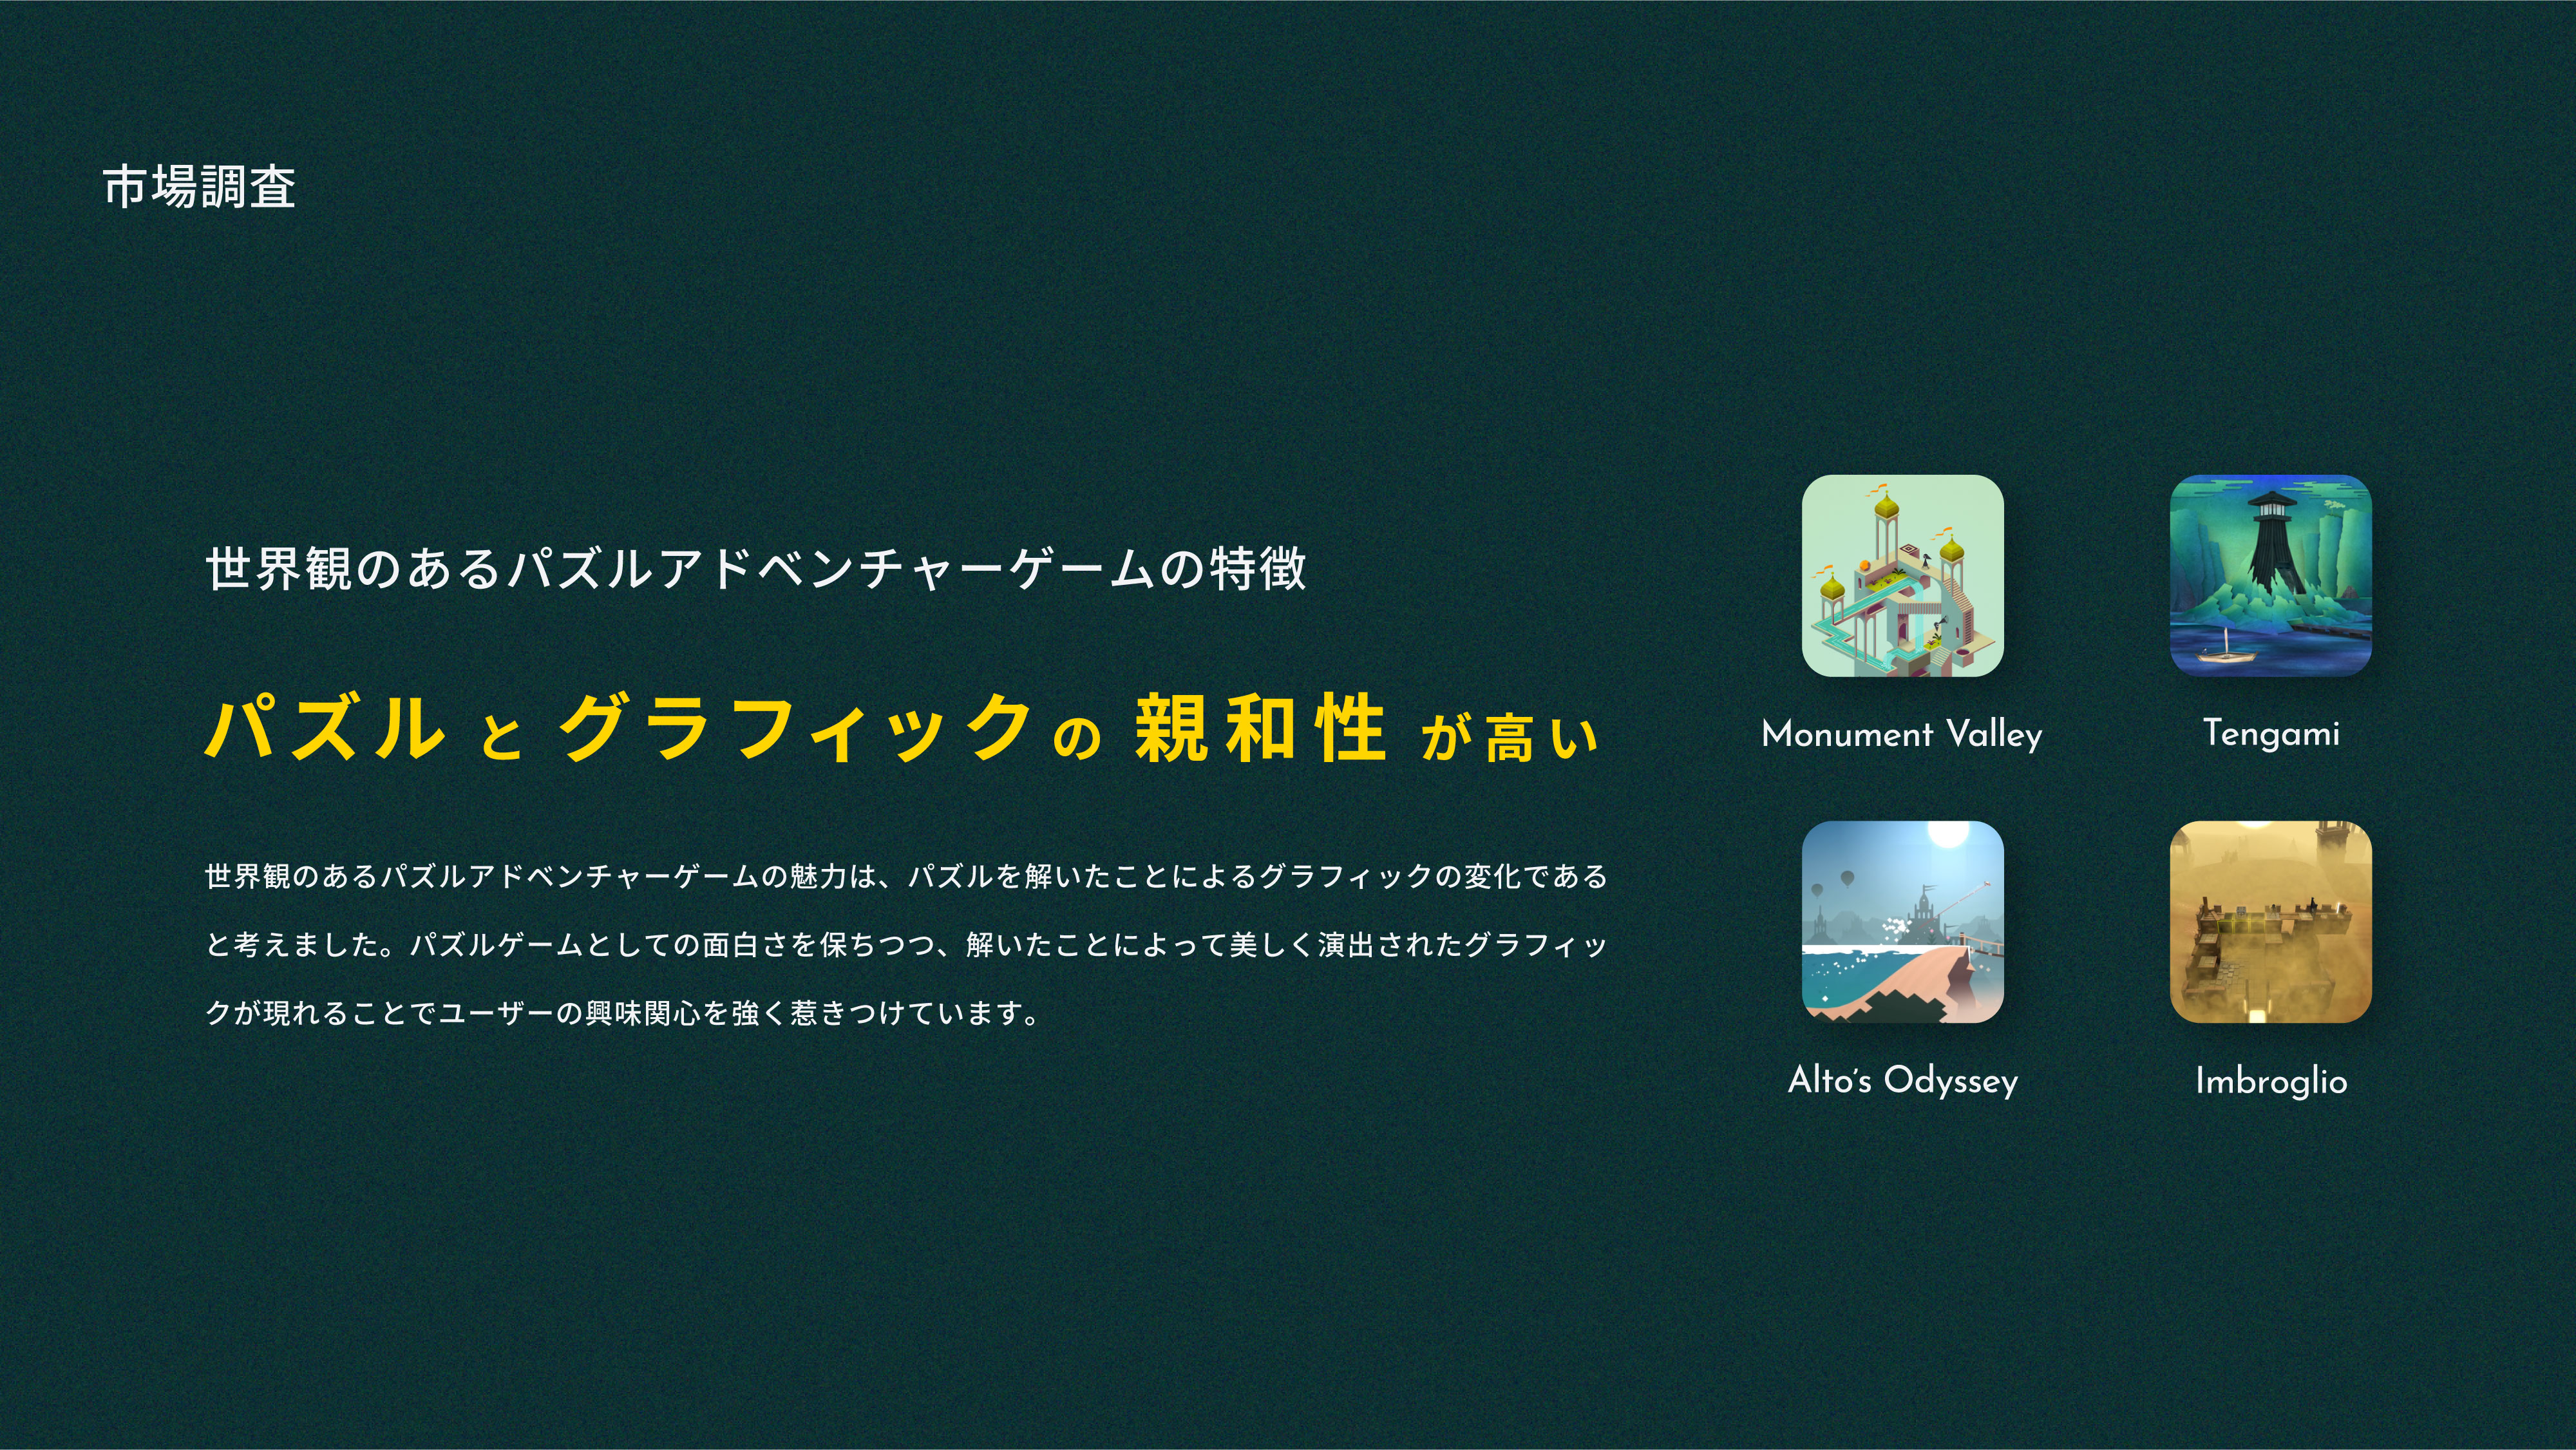 市場調査
世界観のあるパズルアドベンチャーゲームの特徴
パズル と グラフィックの 親和性 が高い
世界観のあるパズルアドベンチャーゲームの魅力は、パズルを解いたことによるグラフィックの変化である
と考えました。パズルゲームとしての面白さを保ちつつ、解いたことによって美しく演出されたグラフィッ
クが現れることでユーザーの興味関心を強く惹きつけています。
Monument Valley
Tengami
Alto's Odyssey
Imbroglio